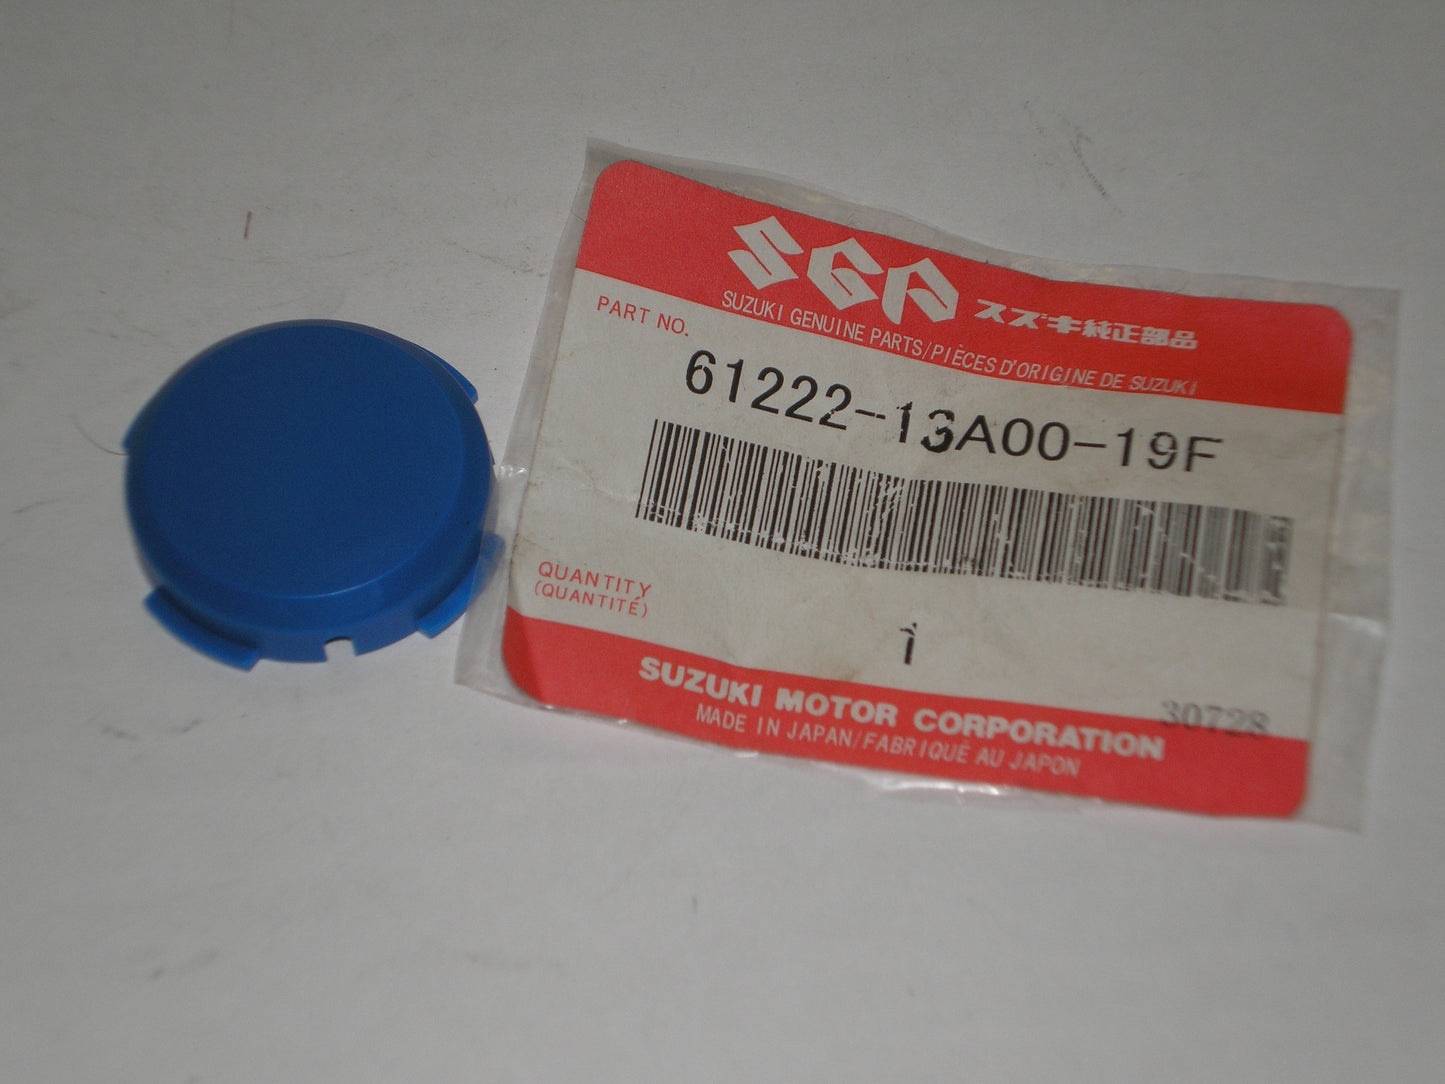 SGP スズキ純正部品
SUZUKI GENUINE PARTS/PIÈCES D'ORIGINE DE SUZUKI
PART NO.
61222-13A00-19F
QUANTITY
(QUANTITÉ)
1
30728
SUZUKI MOTOR CORPORATION
MADE IN JAPAN/FABRIQUÉ AU JAPON